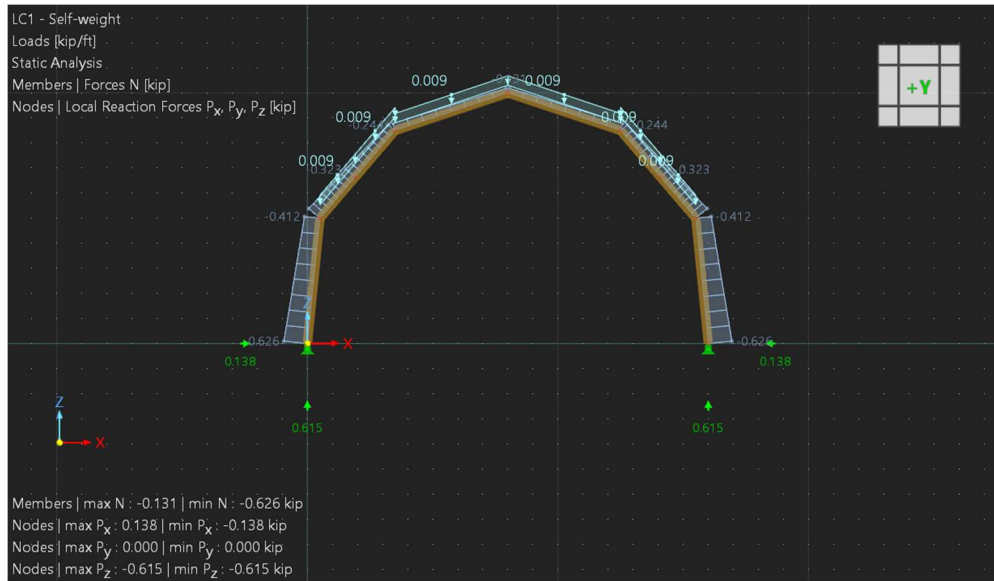 LC1 - Self-weight
Loads [kip/ft]
Static Analysis
Members | Forces N [kip]
Nodes | Local Reaction Forces Px, Py, Pz [kip]
+Y
0.009 0.009
0.009 0.009
-0.244 0.244
0.009 0.009
-0.323 0.323
-0.412 -0.412
Z
-0.626 X -0.626
0.138 0.138
Z
0.615 0.615
X
Members | max N : -0.131 | min N : -0.626 kip
Nodes | max Px : 0.138 | min Px : -0.138 kip
Nodes | max Py : 0.000 | min Py : 0.000 kip
Nodes | max Pz : -0.615 | min Pz : -0.615 kip